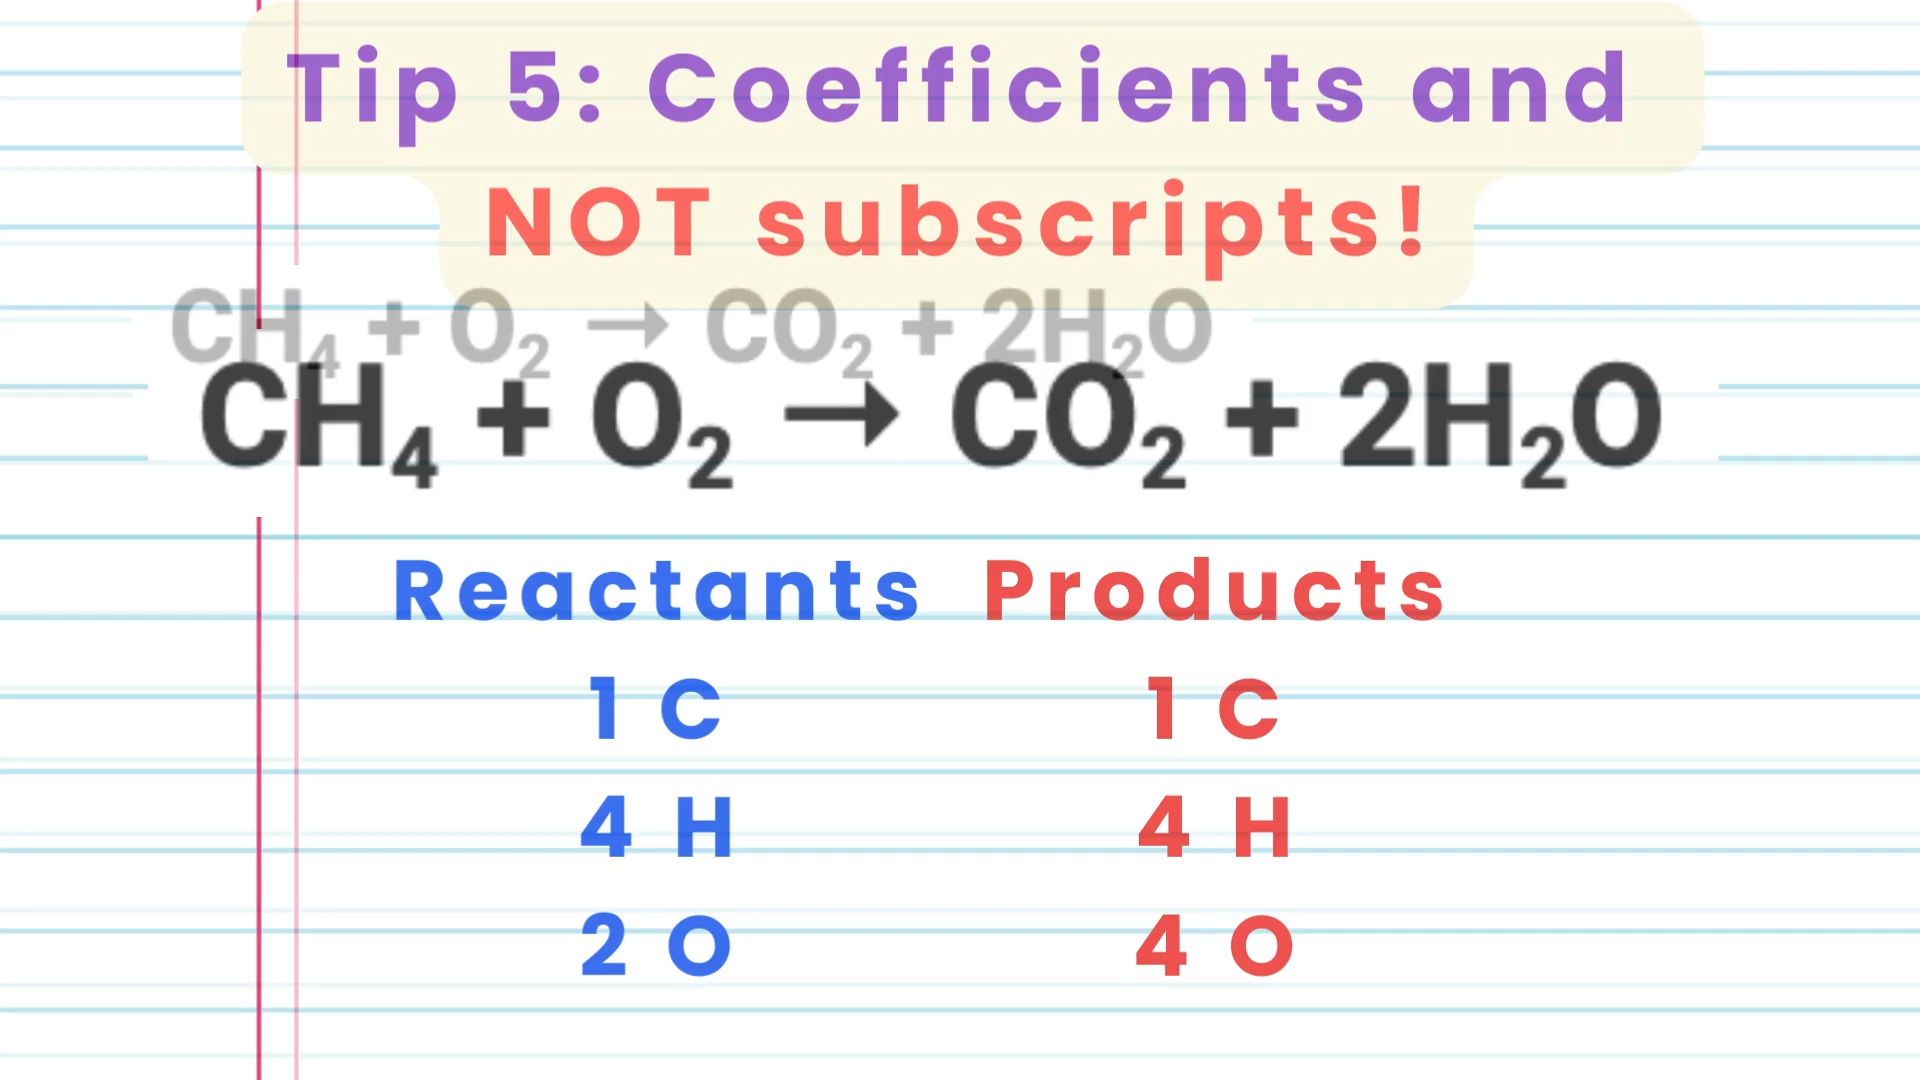 Tip 5: Coefficients and
NOT subscripts!
CH₄ + O₂ → CO₂ + 2H₂O
CH₄ + O₂ → CO₂ + 2H₂O
Reactants Products
1 C 1 C
4 H 4 H
2 O 4 O